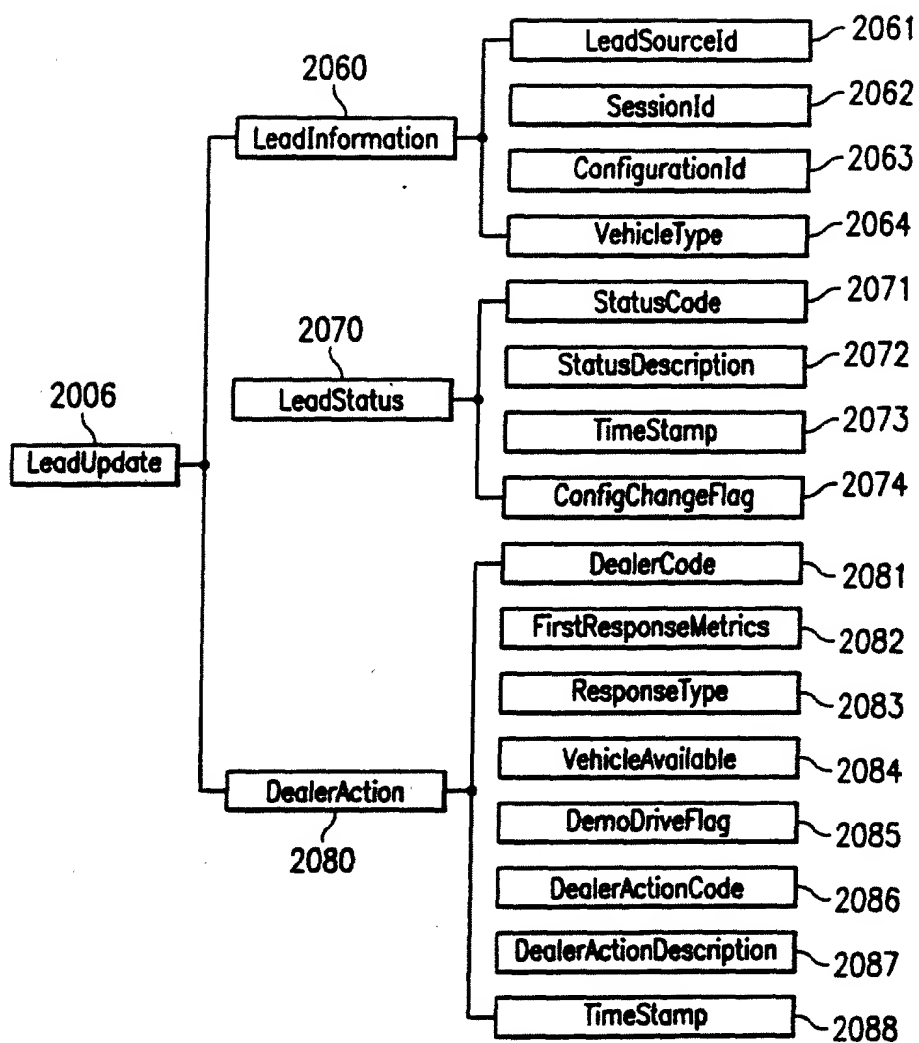 LeadSourceId 2061
2060
SessionId 2062
LeadInformation
ConfigurationId 2063
VehicleType 2064
StatusCode 2071
2070
StatusDescription 2072
LeadStatus
2006
TimeStamp 2073
LeadUpdate
ConfigChangeFlag 2074
DealerCode 2081
FirstResponseMetrics 2082
ResponseType 2083
VehicleAvailable 2084
DealerAction
DemoDriveFlag 2085
2080
DealerActionCode 2086
DealerActionDescription 2087
TimeStamp 2088